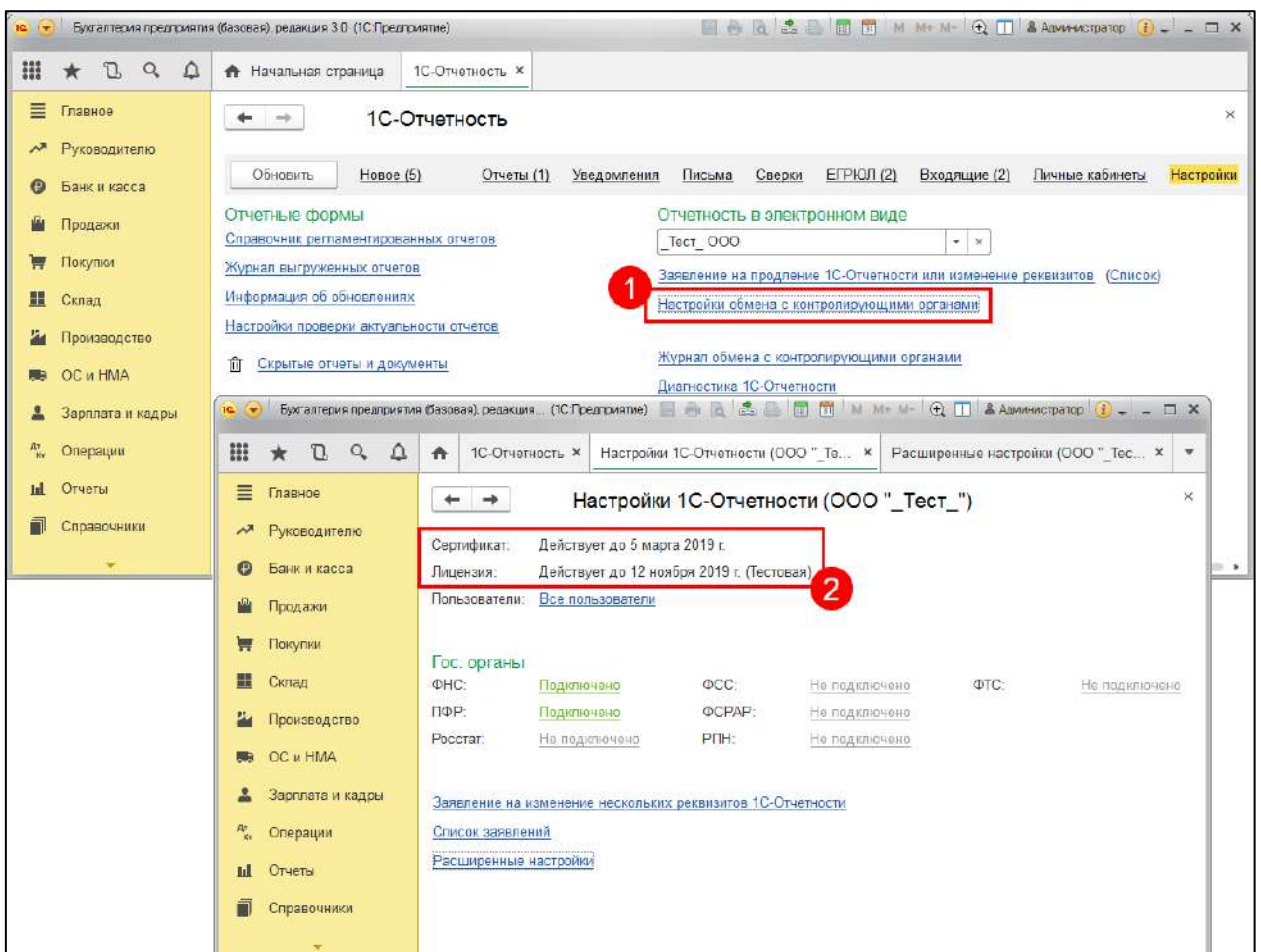 Бухгалтерия предприятия (базовая), редакция 3.0 (1С:Предприятие) M M+ M- Администратор
Начальная страница 1С-Отчетность ×
Главное
Руководителю
Банк и касса
Продажи
Покупки
Склад
Производство
ОС и НМА
Зарплата и кадры
Операции
Отчеты
Справочники
1С-Отчетность
Обновить Новое (5) Отчеты (1) Уведомления Письма Сверки ЕГРЮЛ (2) Входящие (2) Личные кабинеты Настройки
Отчетные формы
Справочник регламентированных отчетов
Журнал выгруженных отчетов
Информация об обновлениях
Настройки проверки актуальности отчетов
Скрытые отчеты и документы
Отчетность в электронном виде
_Тест_ ООО
Заявление на продление 1С-Отчетности или изменение реквизитов (Список)
1
Настройки обмена с контролирующими органами
Журнал обмена с контролирующими органами
Диагностика 1С-Отчетности
Бухгалтерия предприятия (базовая), редакция... (1С:Предприятие) M M+ M- Администратор
1С-Отчетность × Настройки 1С-Отчетности (ООО "_Те... × Расширенные настройки (ООО "_Тес... ×
Главное
Руководителю
Банк и касса
Продажи
Покупки
Склад
Производство
ОС и НМА
Зарплата и кадры
Операции
Отчеты
Справочники
Настройки 1С-Отчетности (ООО "_Тест_")
Сертификат: Действует до 5 марта 2019 г.
Лицензия: Действует до 12 ноября 2019 г. (Тестовая)
2
Пользователи: Все пользователи
Гос. органы
ФНС: Подключено ФСС: Не подключено ФТС: Не подключено
ПФР: Подключено ФСРАР: Не подключено
Росстат: Не подключено РПН: Не подключено
Заявление на изменение нескольких реквизитов 1С-Отчетности
Список заявлений
Расширенные настройки